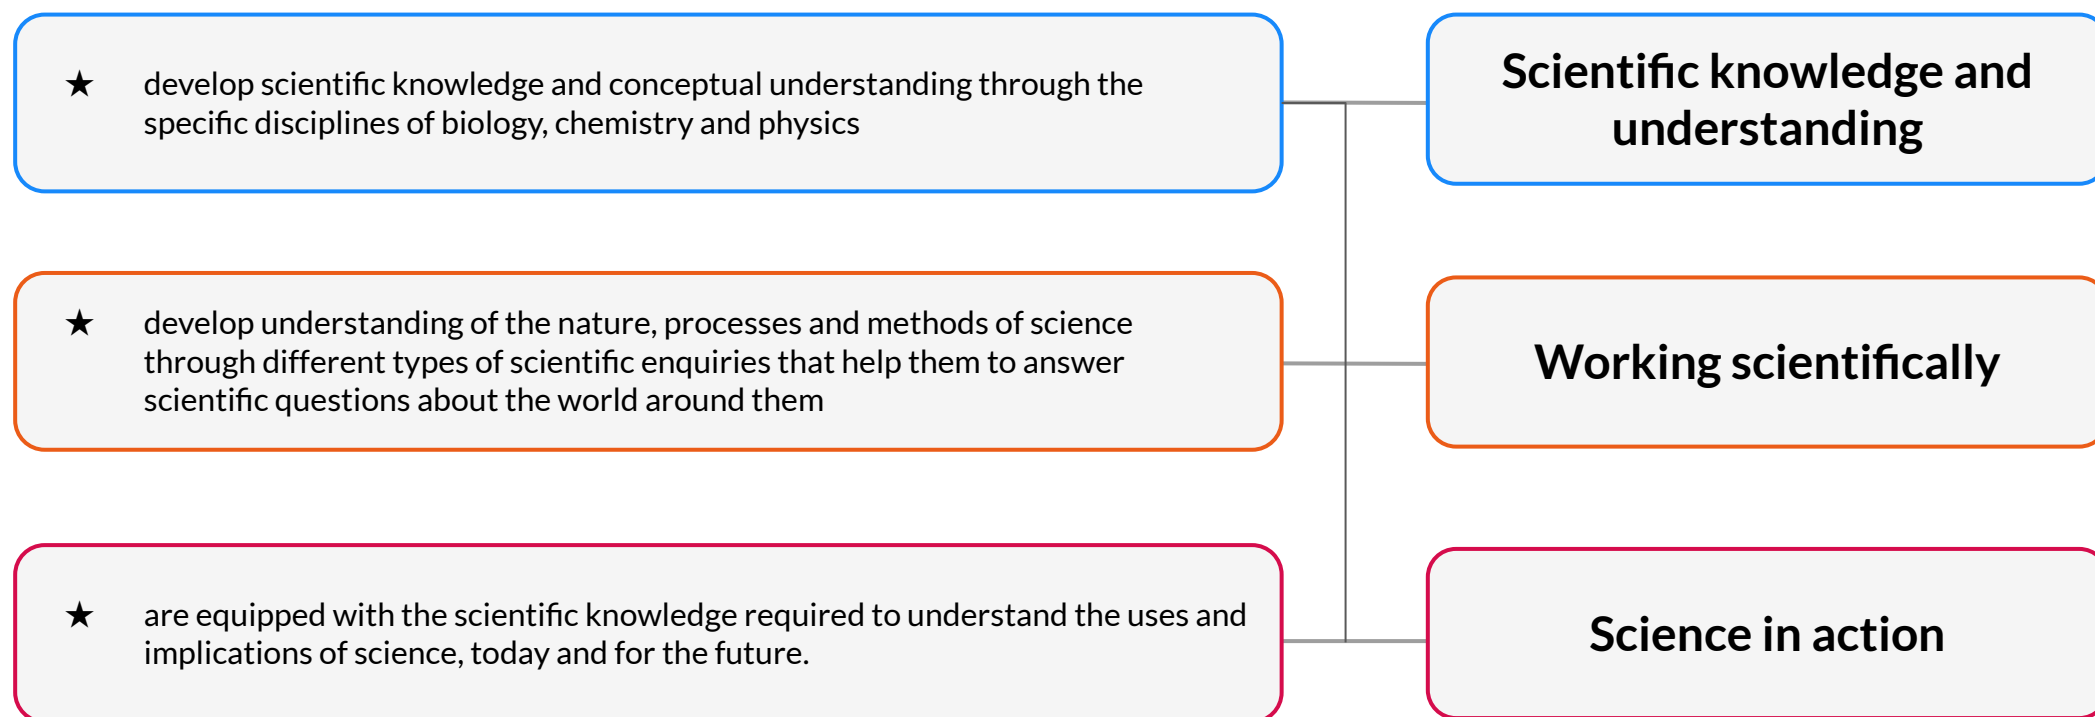 ★ develop scientific knowledge and conceptual understanding through the
specific disciplines of biology, chemistry and physics
Scientific knowledge and
understanding
★ develop understanding of the nature, processes and methods of science
through different types of scientific enquiries that help them to answer
scientific questions about the world around them
Working scientifically
★ are equipped with the scientific knowledge required to understand the uses and
implications of science, today and for the future.
Science in action